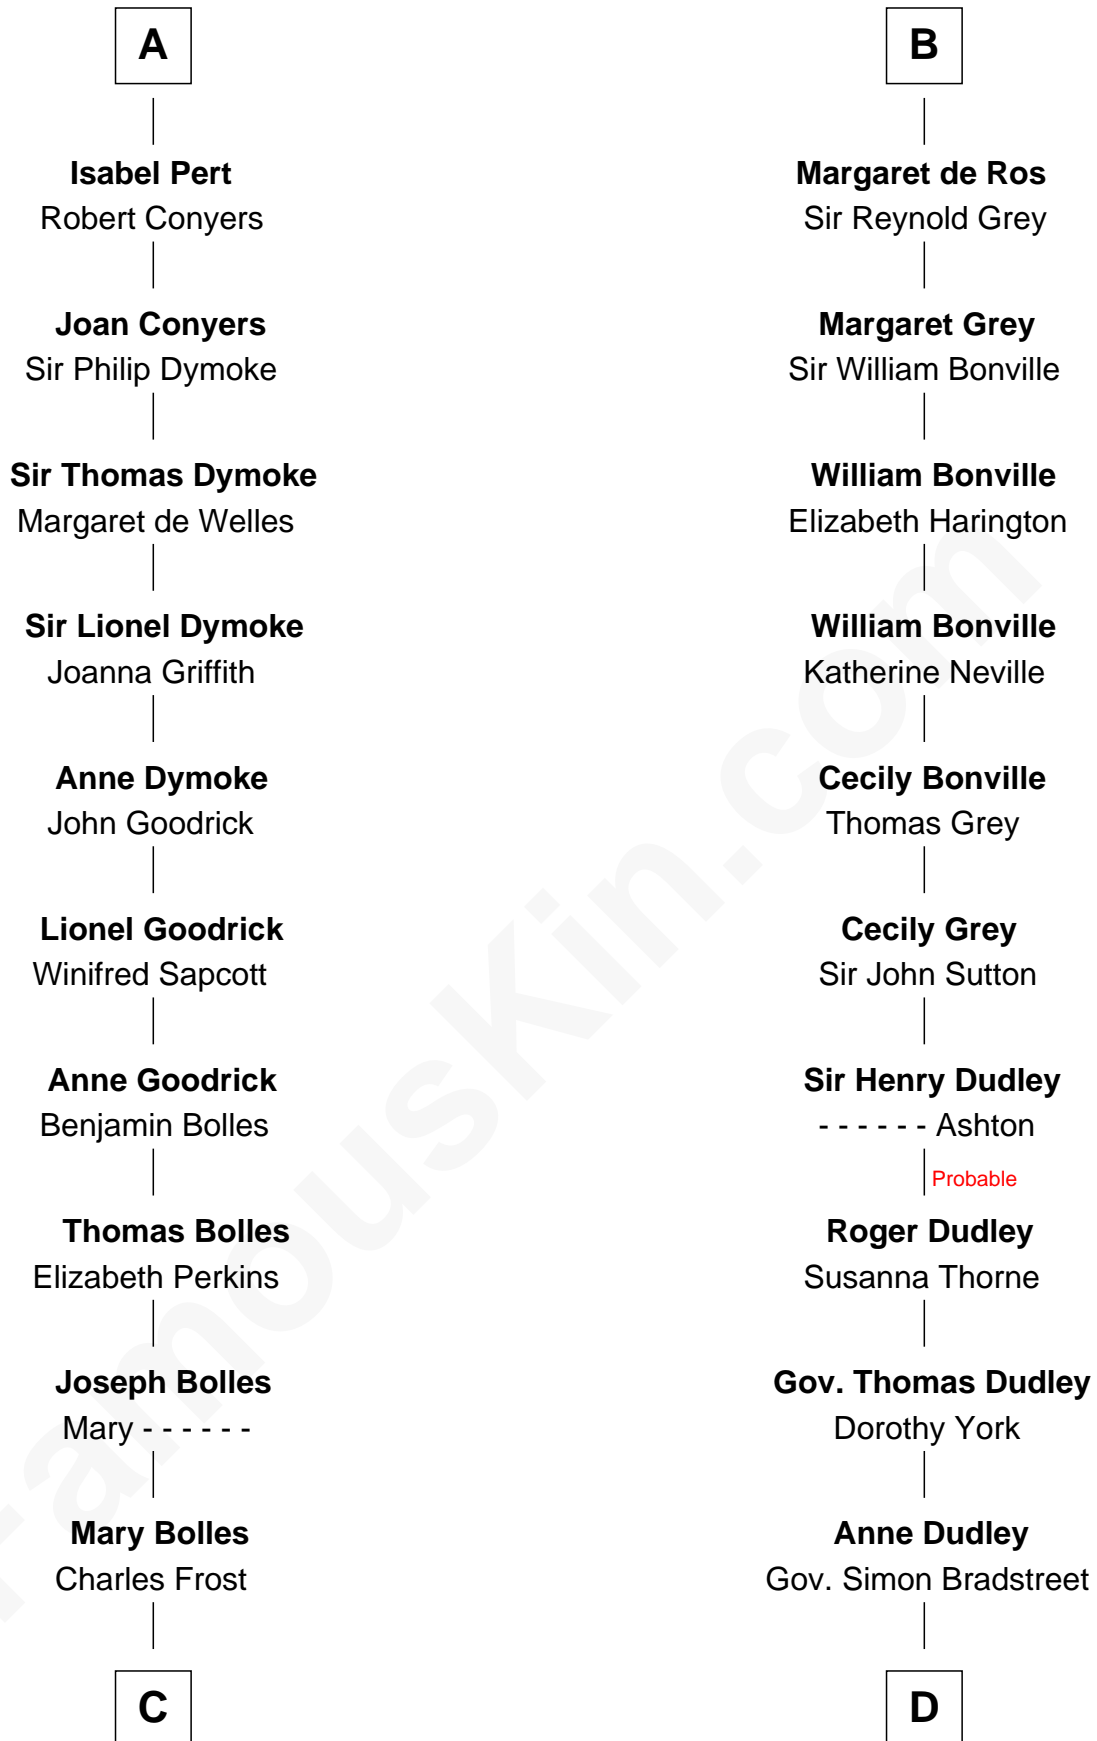 A
Isabel Pert
Robert Conyers
Joan Conyers
Sir Philip Dymoke
Sir Thomas Dymoke
Margaret de Welles
Sir Lionel Dymoke
Joanna Griffith
Anne Dymoke
John Goodrick
Lionel Goodrick
Winifred Sapcott
Anne Goodrick
Benjamin Bolles
Thomas Bolles
Elizabeth Perkins
Joseph Bolles
Mary - - - - - -
Mary Bolles
Charles Frost
C
B
Margaret de Ros
Sir Reynold Grey
Margaret Grey
Sir William Bonville
William Bonville
Elizabeth Harington
William Bonville
Katherine Neville
Cecily Bonville
Thomas Grey
Cecily Grey
Sir John Sutton
Sir Henry Dudley
- - - - - - Ashton
Probable
Roger Dudley
Susanna Thorne
Gov. Thomas Dudley
Dorothy York
Anne Dudley
Gov. Simon Bradstreet
D
FamousKin.com